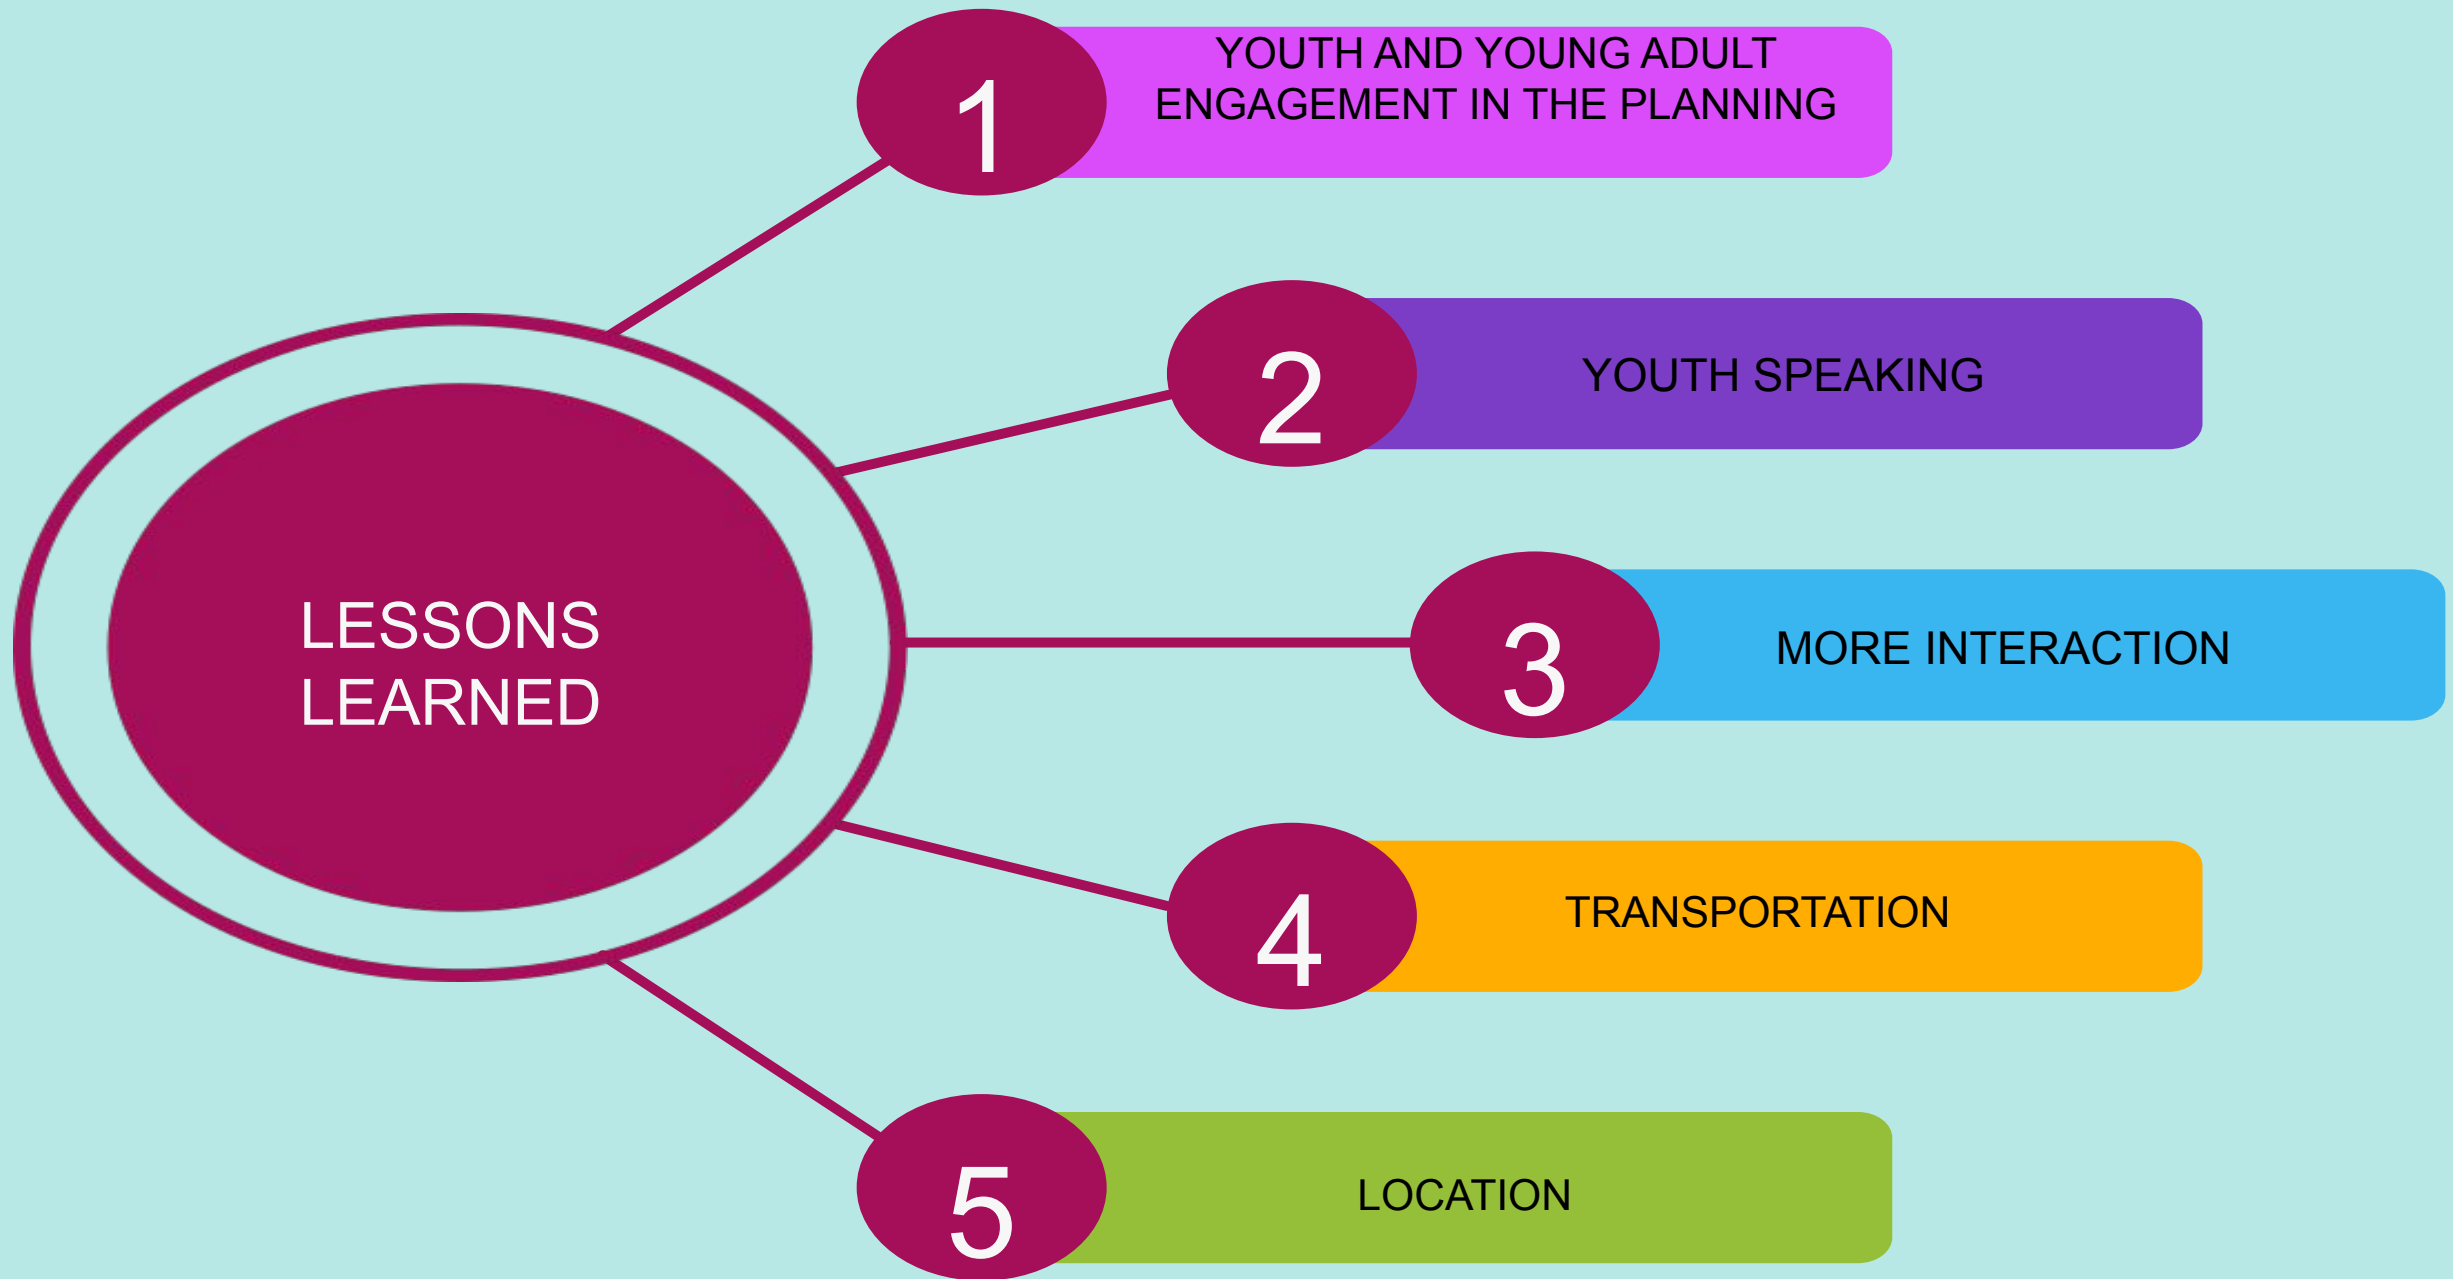 LESSONS
LEARNED
1
YOUTH AND YOUNG ADULT
ENGAGEMENT IN THE PLANNING
2
YOUTH SPEAKING
3
MORE INTERACTION
4
TRANSPORTATION
5
LOCATION